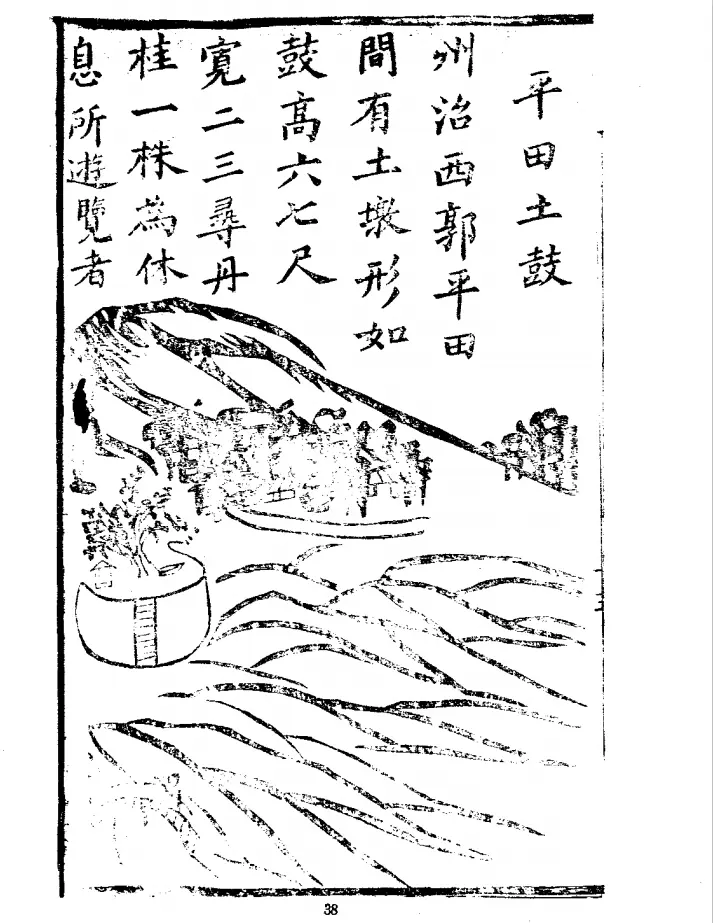 平田土鼓
州治西郭平田
間有土墩形如
鼓高六七尺
寬二三尋丹
桂一株為休
息所遊覽者
38